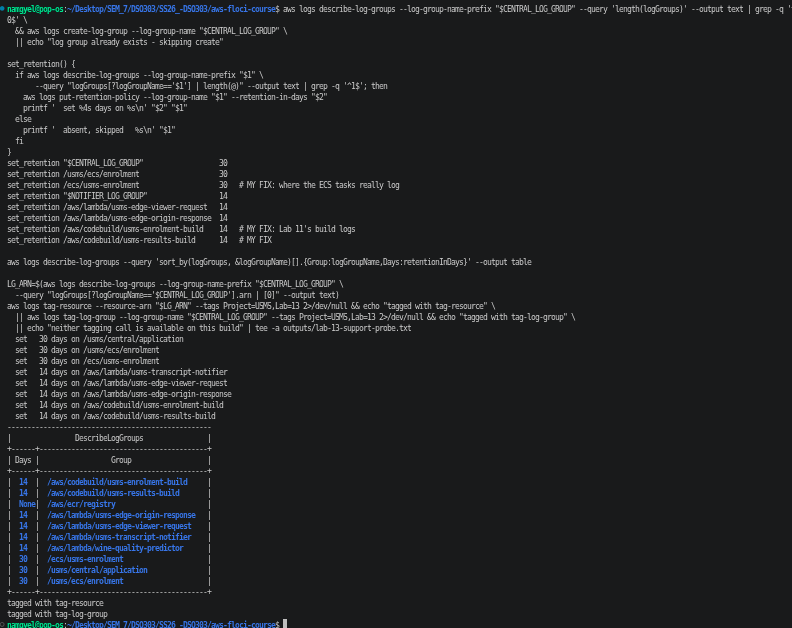 namgyel@pop-os:~/Desktop/SEM_7/DSO303/SS26_-DSO303/aws-floci-course$ aws logs describe-log-groups --log-group-name-prefix "$CENTRAL_LOG_GROUP" --query 'length(logGroups)' --output text | grep -q '^
0$' \
  && aws logs create-log-group --log-group-name "$CENTRAL_LOG_GROUP" \
  || echo "log group already exists - skipping create"

set_retention() {
  if aws logs describe-log-groups --log-group-name-prefix "$1" \
       --query "logGroups[?logGroupName=='$1'] | length(@)" --output text | grep -q '^1$'; then
    aws logs put-retention-policy --log-group-name "$1" --retention-in-days "$2"
    printf '  set %4s days on %s\n' "$2" "$1"
  else
    printf '  absent, skipped   %s\n' "$1"
  fi
}
set_retention "$CENTRAL_LOG_GROUP"                   30
set_retention /usms/ecs/enrolment                    30
set_retention /ecs/usms-enrolment                    30   # MY FIX: where the ECS tasks really log
set_retention "$NOTIFIER_LOG_GROUP"                  14
set_retention /aws/lambda/usms-edge-viewer-request   14
set_retention /aws/lambda/usms-edge-origin-response  14
set_retention /aws/codebuild/usms-enrolment-build    14   # MY FIX: Lab 11's build logs
set_retention /aws/codebuild/usms-results-build      14   # MY FIX

aws logs describe-log-groups --query 'sort_by(logGroups, &logGroupName)[].{Group:logGroupName,Days:retentionInDays}' --output table

LG_ARN=$(aws logs describe-log-groups --log-group-name-prefix "$CENTRAL_LOG_GROUP" \
  --query "logGroups[?logGroupName=='$CENTRAL_LOG_GROUP'].arn | [0]" --output text)
aws logs tag-resource --resource-arn "$LG_ARN" --tags Project=USMS,Lab=13 2>/dev/null && echo "tagged with tag-resource" \
  || aws logs tag-log-group --log-group-name "$CENTRAL_LOG_GROUP" --tags Project=USMS,Lab=13 2>/dev/null && echo "tagged with tag-log-group" \
  || echo "neither tagging call is available on this build" | tee -a outputs/lab-13-support-probe.txt
  set   30 days on /usms/central/application
  set   30 days on /usms/ecs/enrolment
  set   30 days on /ecs/usms-enrolment
  set   14 days on /aws/lambda/usms-transcript-notifier
  set   14 days on /aws/lambda/usms-edge-viewer-request
  set   14 days on /aws/lambda/usms-edge-origin-response
  set   14 days on /aws/codebuild/usms-enrolment-build
  set   14 days on /aws/codebuild/usms-results-build
---------------------------------------------------
|                DescribeLogGroups                |
+------+------------------------------------------+
| Days |                  Group                   |
+------+------------------------------------------+
|  14  |  /aws/codebuild/usms-enrolment-build     |
|  14  |  /aws/codebuild/usms-results-build       |
|  None|  /aws/ecr/registry                       |
|  14  |  /aws/lambda/usms-edge-origin-response   |
|  14  |  /aws/lambda/usms-edge-viewer-request    |
|  14  |  /aws/lambda/usms-transcript-notifier    |
|  14  |  /aws/lambda/wine-quality-predictor      |
|  30  |  /ecs/usms-enrolment                     |
|  30  |  /usms/central/application               |
|  30  |  /usms/ecs/enrolment                     |
+------+------------------------------------------+
tagged with tag-resource
tagged with tag-log-group
namgyel@pop-os:~/Desktop/SEM_7/DSO303/SS26_-DSO303/aws-floci-course$